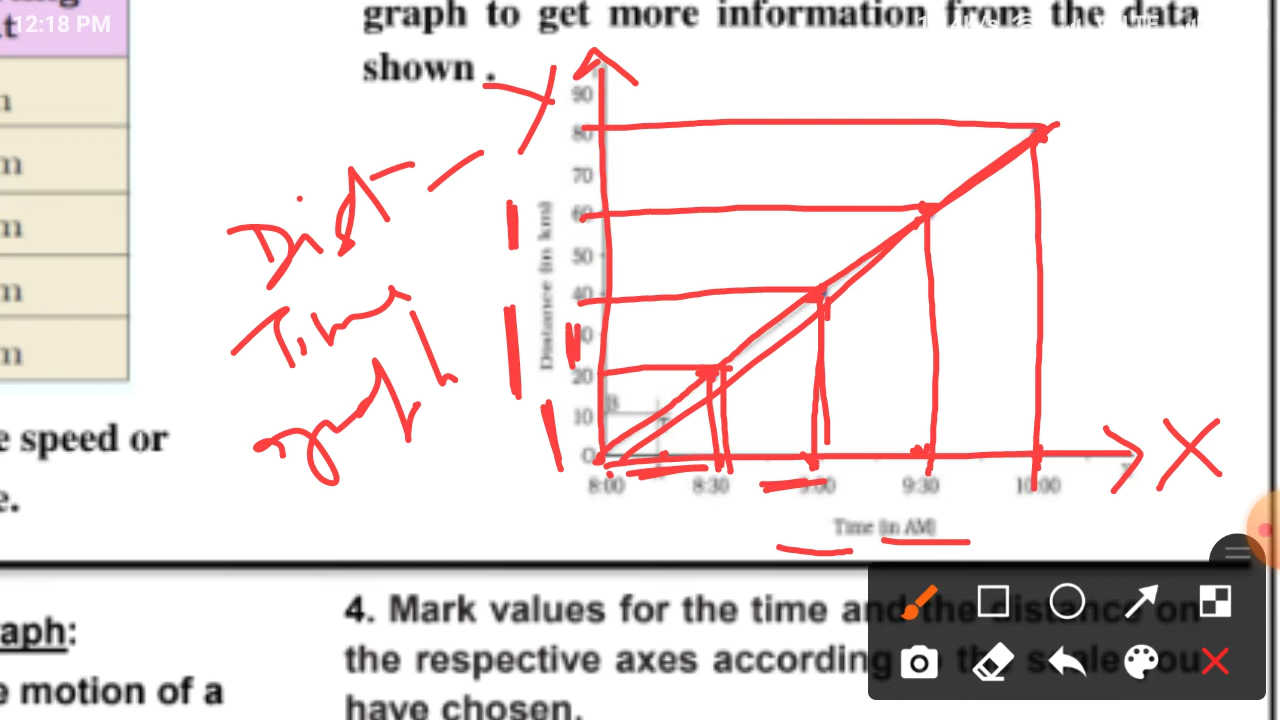 12:18 PM
t
graph to get more information from the data
shown .
m
m
m
m
Y
Dist
Time
graph
Distance (in km)
90
80
70
60
50
40
30
20
10
0
B
8:00 8:30 9:00 9:30 10:00
X
Time (in AM)
e speed or
e.
raph:
e motion of a
4. Mark values for the time and the distance on
the respective axes according to the scale you
have chosen.